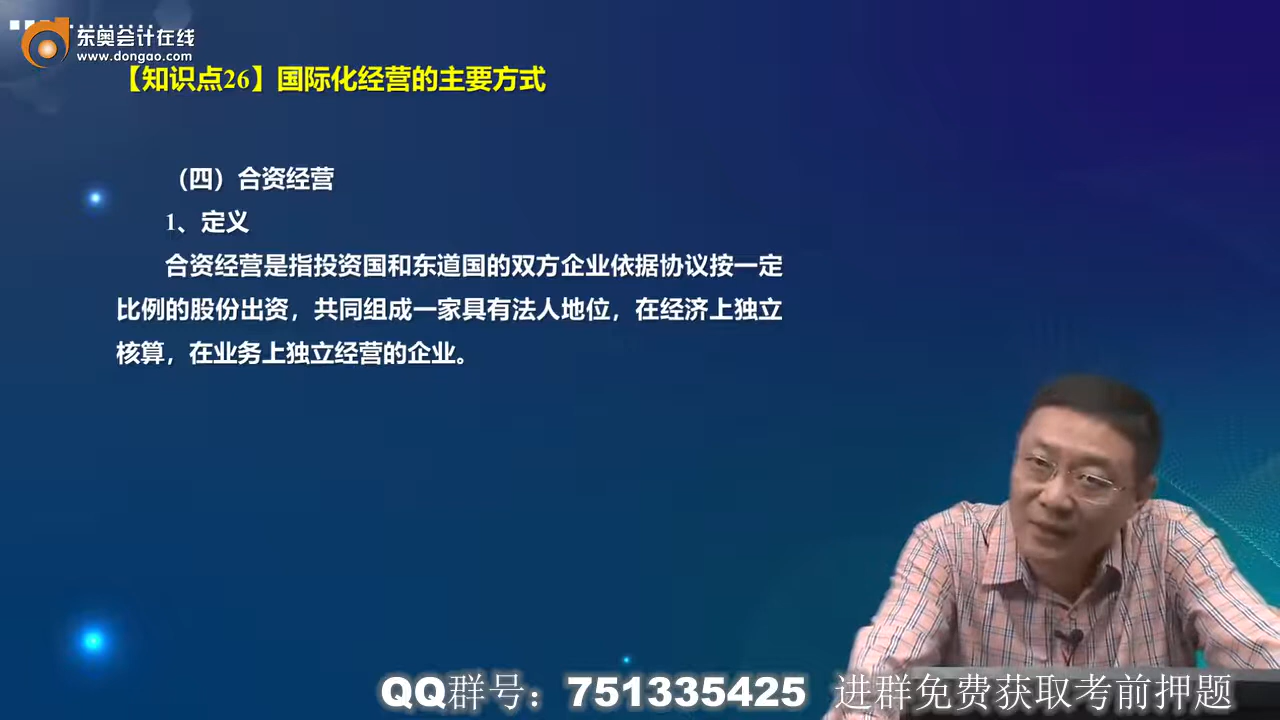 东奥会计在线
www.dongao.com
【知识点26】国际化经营的主要方式
（四）合资经营
1、定义
合资经营是指投资国和东道国的双方企业依据协议按一定
比例的股份出资，共同组成一家具有法人地位，在经济上独立
核算，在业务上独立经营的企业。
QQ群号：751335425 进群免费获取考前押题